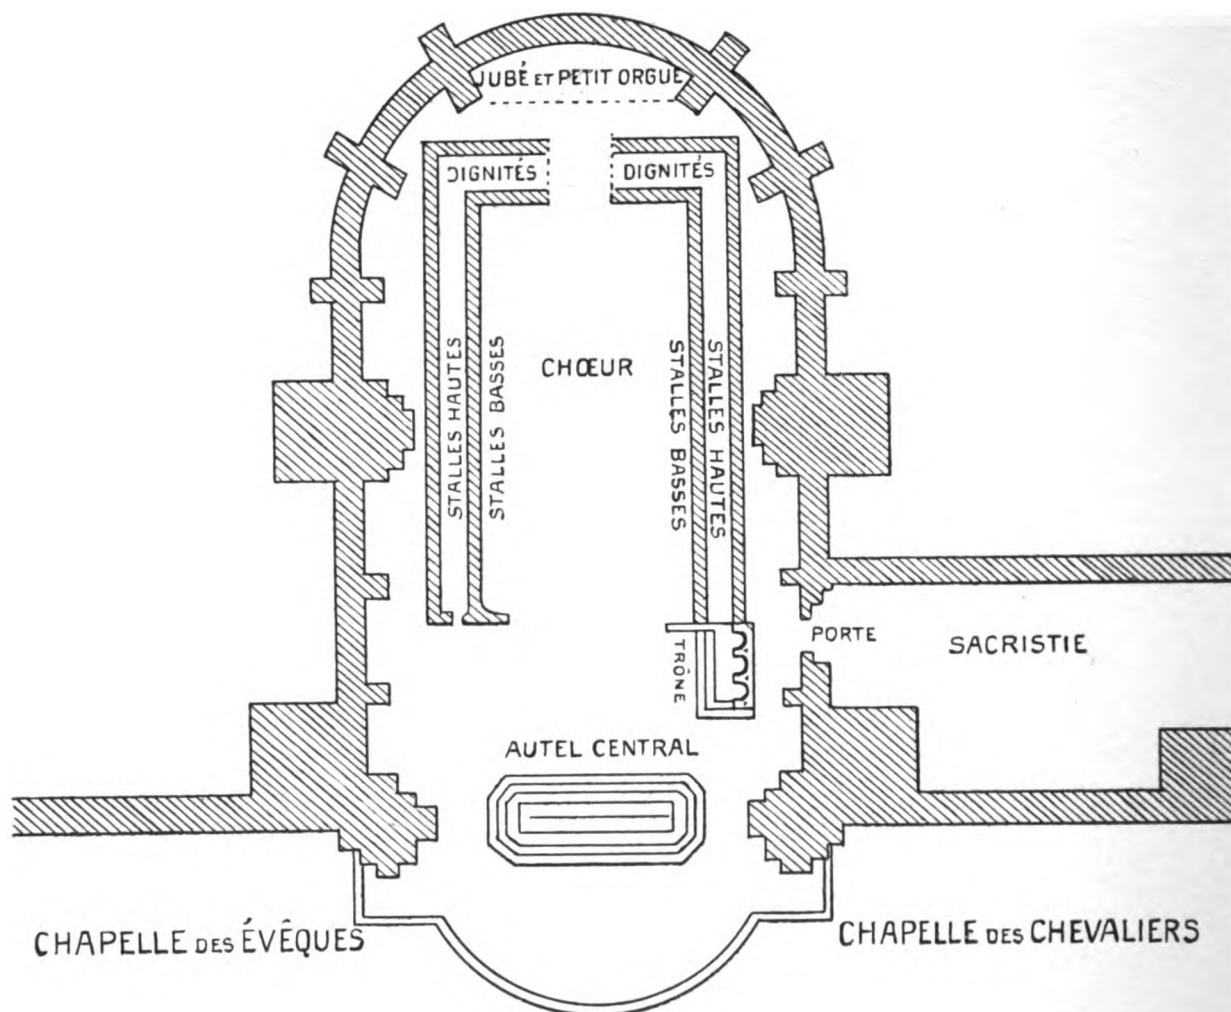 JUBÉ ET PETIT ORGUE
DIGNITÉS
DIGNITÉS
STALLES HAUTES
STALLES BASSES
CHŒUR
STALLES BASSES
STALLES HAUTES
TRÔNE
PORTE
SACRISTIE
AUTEL CENTRAL
CHAPELLE DES ÉVÊQUES
CHAPELLE DES CHEVALIERS